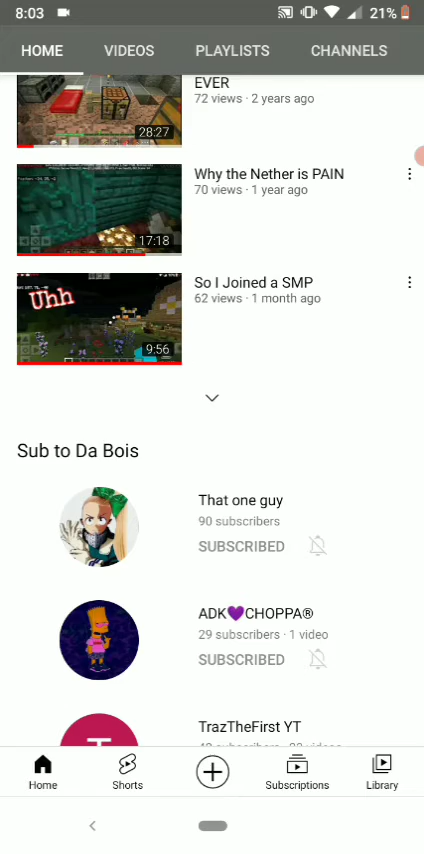 8:03
21%
HOME
VIDEOS
PLAYLISTS
CHANNELS
EVER
72 views · 2 years ago
28:27
Why the Nether is PAIN
70 views · 1 year ago
17:18
So I Joined a SMP
62 views · 1 month ago
Uhh
9:56
Sub to Da Bois
That one guy
90 subscribers
SUBSCRIBED
ADK💜CHOPPA®
29 subscribers · 1 video
SUBSCRIBED
TrazTheFirst YT
Home
Shorts
Subscriptions
Library